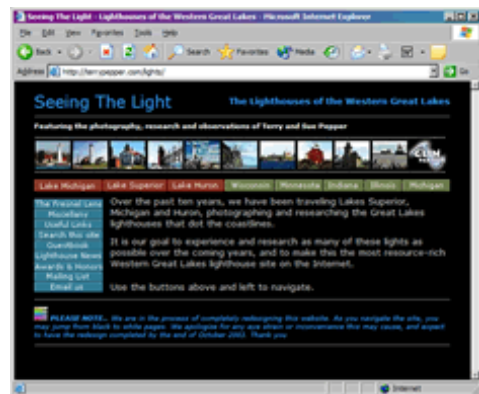 Seeing The Light - Lighthouses of the Western Great Lakes - Microsoft Internet Explorer
File Edit View Favorites Tools Help
Back Search Favorites Media
Address http://terrypepper.com/lights/ Go
Seeing The Light The Lighthouses of the Western Great Lakes
Featuring the photography, research and observations of Terry and Sue Pepper
Lake Michigan Lake Superior Lake Huron Wisconsin Minnesota Indiana Illinois Michigan
The Fresnel Lens
Useful Links
Search this site
Guestbook
Lighthouse News
Awards & Honors
Mailing List
Email us
Over the past ten years, we have been traveling Lakes Superior,
Michigan and Huron, photographing and researching the Great Lakes
lighthouses that dot the coastlines.
It is our goal to experience and research as many of these lights as
possible over the coming years, and to make this the most resource-rich
Western Great Lakes lighthouse site on the Internet.
Use the buttons above and left to navigate.
PLEASE NOTE.. We are in the process of completely redesigning this website. As you navigate the site, you
may jump from black to white pages. We apologize for any eye strain or inconvenience this may cause, and expect
to have the redesign completed by the end of October 2003. Thank you
Internet